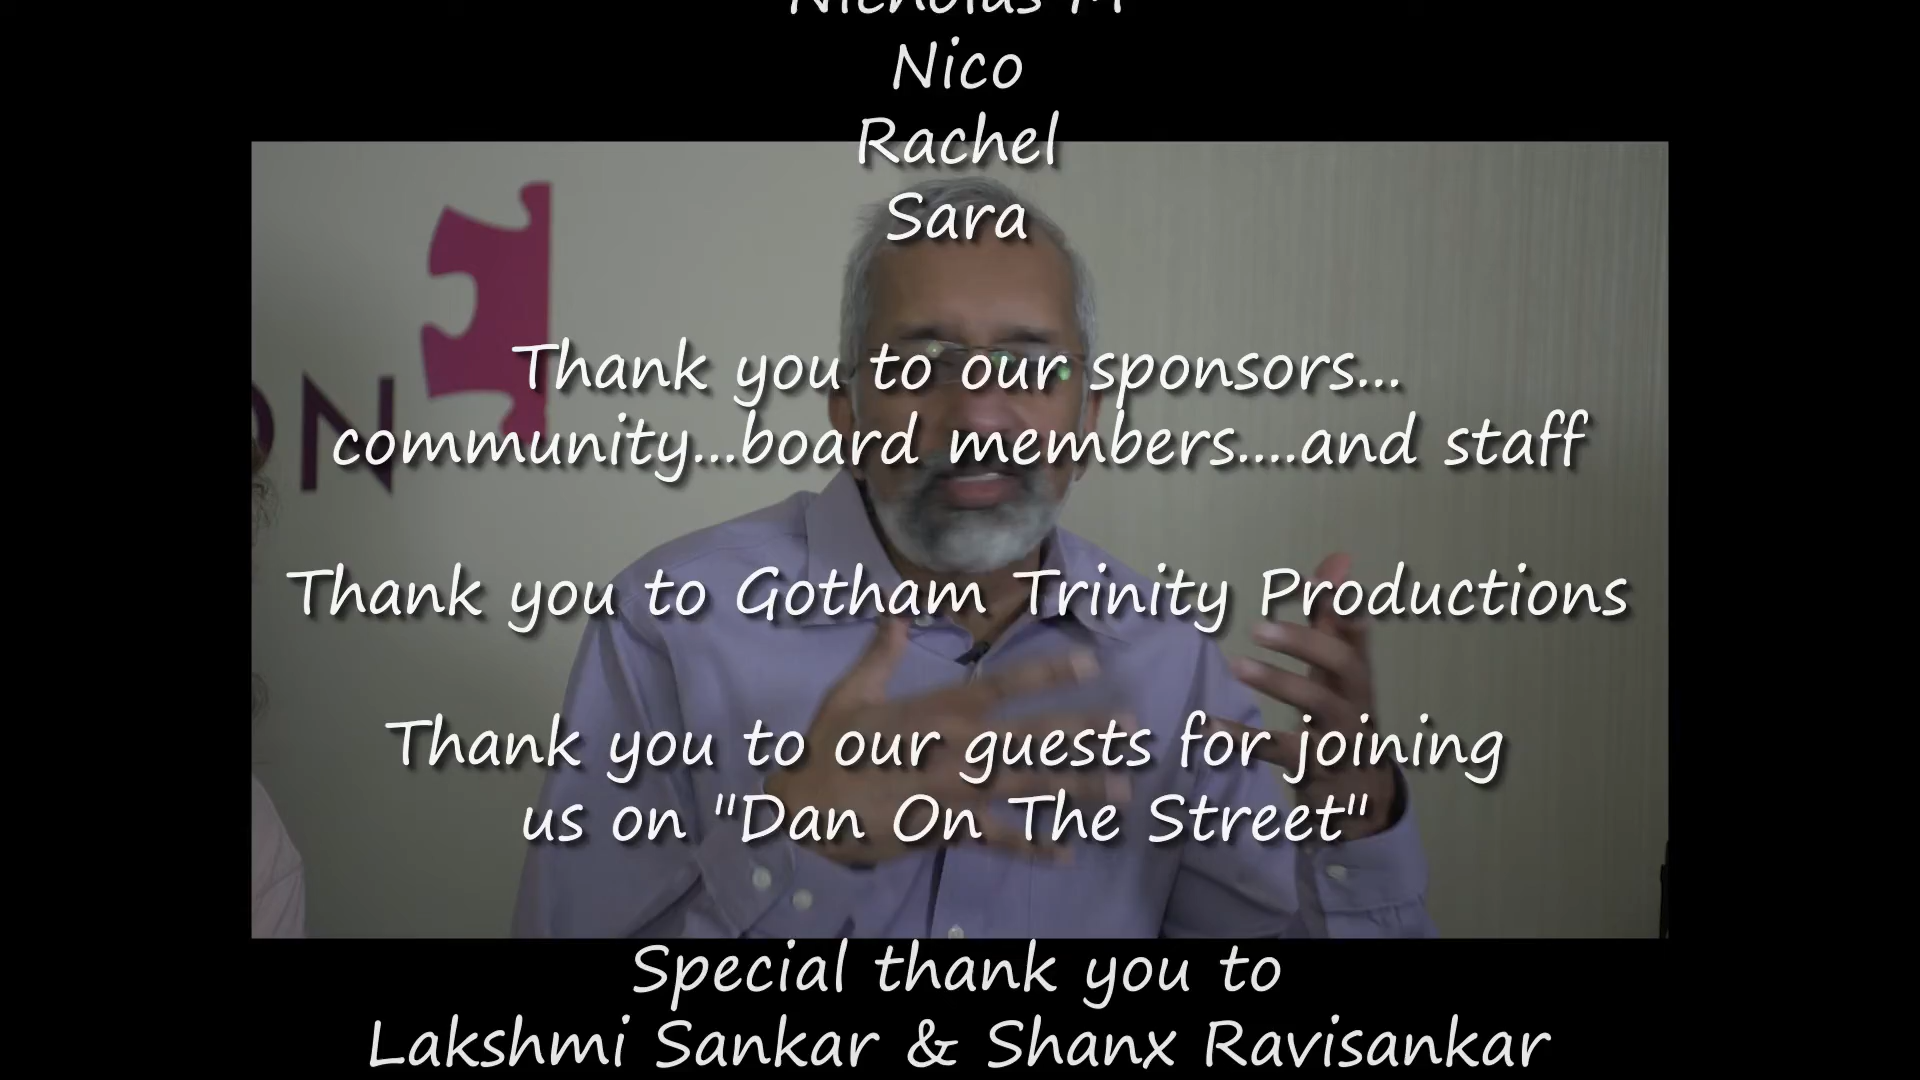 Nicholas M
Nico
Rachel
Sara
Thank you to our sponsors...
community...board members....and staff
Thank you to Gotham Trinity Productions
Thank you to our guests for joining
us on "Dan On The Street"
Special thank you to
Lakshmi Sankar & Shanx Ravisankar
ON